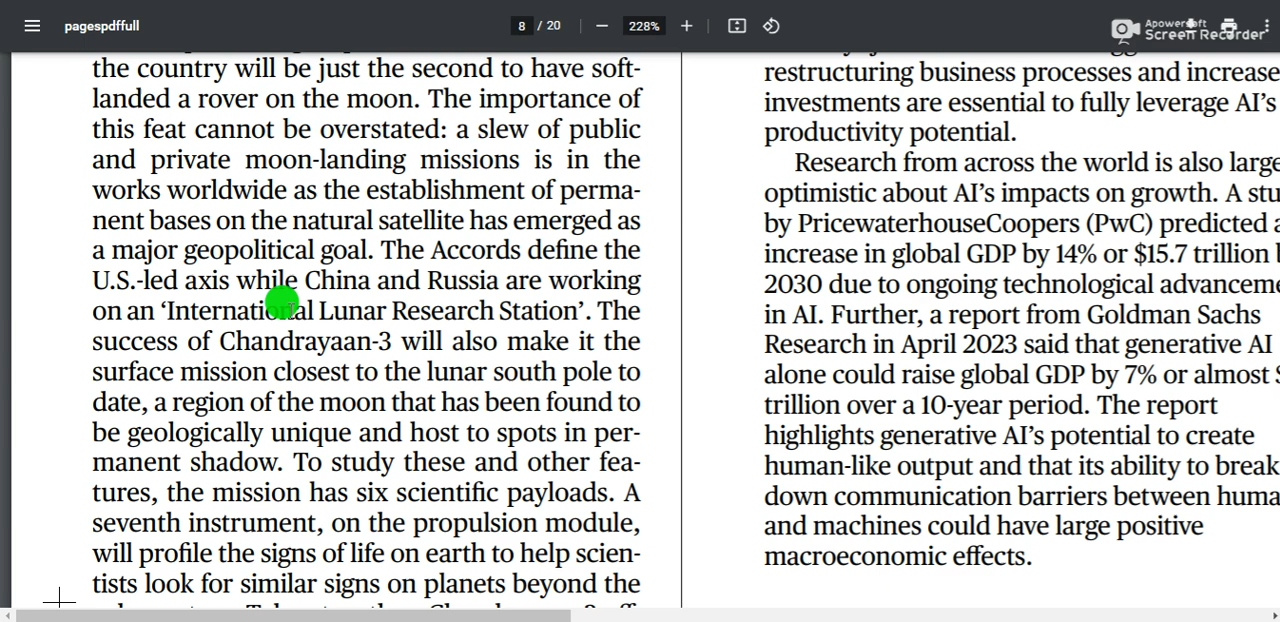 pagespdffull
8 / 20
228%
Apowersoft
Screen Recorder
the country will be just the second to have soft-
landed a rover on the moon. The importance of
this feat cannot be overstated: a slew of public
and private moon-landing missions is in the
works worldwide as the establishment of perma-
nent bases on the natural satellite has emerged as
a major geopolitical goal. The Accords define the
U.S.-led axis while China and Russia are working
on an ‘International Lunar Research Station’. The
success of Chandrayaan-3 will also make it the
surface mission closest to the lunar south pole to
date, a region of the moon that has been found to
be geologically unique and host to spots in per-
manent shadow. To study these and other fea-
tures, the mission has six scientific payloads. A
seventh instrument, on the propulsion module,
will profile the signs of life on earth to help scien-
tists look for similar signs on planets beyond the
restructuring business processes and increase
investments are essential to fully leverage AI’s
productivity potential.
Research from across the world is also large
optimistic about AI’s impacts on growth. A stu
by PricewaterhouseCoopers (PwC) predicted a
increase in global GDP by 14% or $15.7 trillion
2030 due to ongoing technological advanceme
in AI. Further, a report from Goldman Sachs
Research in April 2023 said that generative AI
alone could raise global GDP by 7% or almost
trillion over a 10-year period. The report
highlights generative AI’s potential to create
human-like output and that its ability to break
down communication barriers between huma
and machines could have large positive
macroeconomic effects.